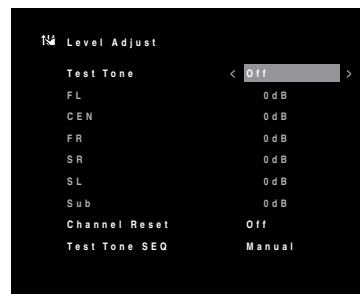 Level Adjust
Test Tone < Off >
FL 0dB
CEN 0dB
FR 0dB
SR 0dB
SL 0dB
Sub 0dB
Channel Reset Off
Test Tone SEQ Manual